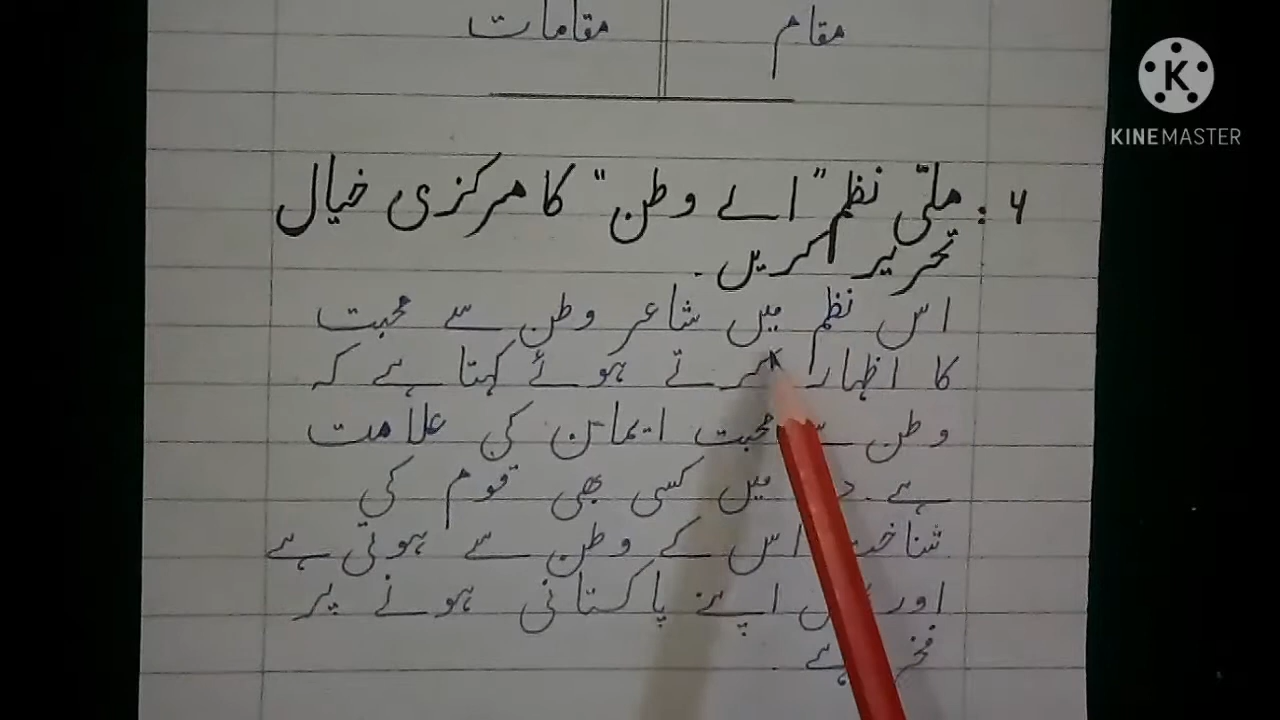 مقام مقامات
۶: ملّی نظم "اے وطن" کا مرکزی خیال
تحریر کریں۔
اس نظم میں شاعر وطن سے محبت
کا اظہار کرتے ہوئے کہتا ہے کہ
وطن سے محبت ایمان کی علامت
ہے۔ میں کسی بھی قوم کی
شناخت اس کے وطن سے ہوتی ہے
اور اپنے پاکستانی ہونے پر
فخر ہے۔
K
KINEMASTER